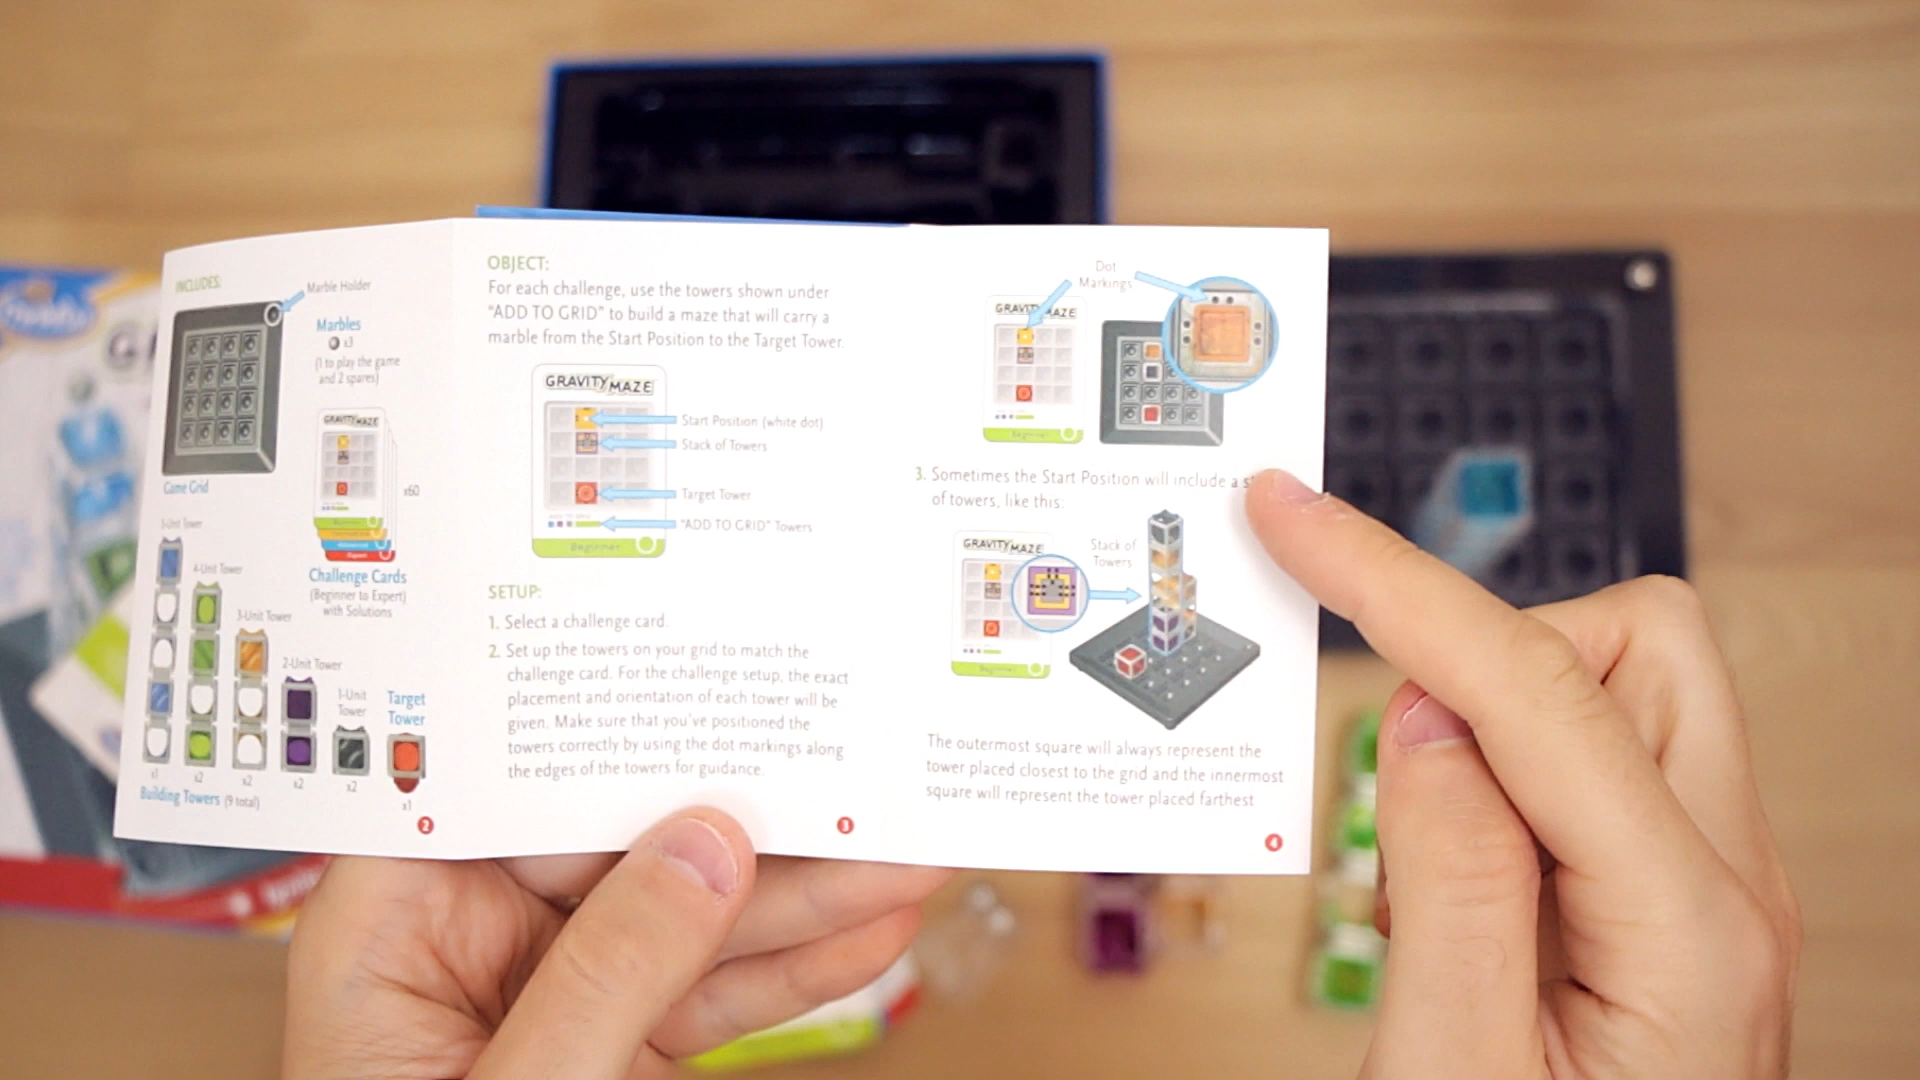 INCLUDES:
Marble Holder
Marbles
x3
(1 to play the game
and 2 spares)
GRAVITY MAZE
x60
Game Grid
Challenge Cards
(Beginner to Expert)
with Solutions
5-Unit Tower
4-Unit Tower
3-Unit Tower
2-Unit Tower
1-Unit
Tower
Target
Tower
x1
x2
x2
x2
x2
x1
Building Towers (9 total)
2
OBJECT:
For each challenge, use the towers shown under
"ADD TO GRID" to build a maze that will carry a
marble from the Start Position to the Target Tower.
GRAVITY MAZE
Start Position (white dot)
Stack of Towers
Target Tower
"ADD TO GRID" Towers
Beginner
SETUP:
1. Select a challenge card.
2. Set up the towers on your grid to match the
challenge card. For the challenge setup, the exact
placement and orientation of each tower will be
given. Make sure that you've positioned the
towers correctly by using the dot markings along
the edges of the towers for guidance.
3
Dot
Markings
GRAVITY MAZE
Beginner
3. Sometimes the Start Position will include a
of towers, like this:
GRAVITY MAZE
Stack of
Towers
Beginner
The outermost square will always represent the
tower placed closest to the grid and the innermost
square will represent the tower placed farthest
4